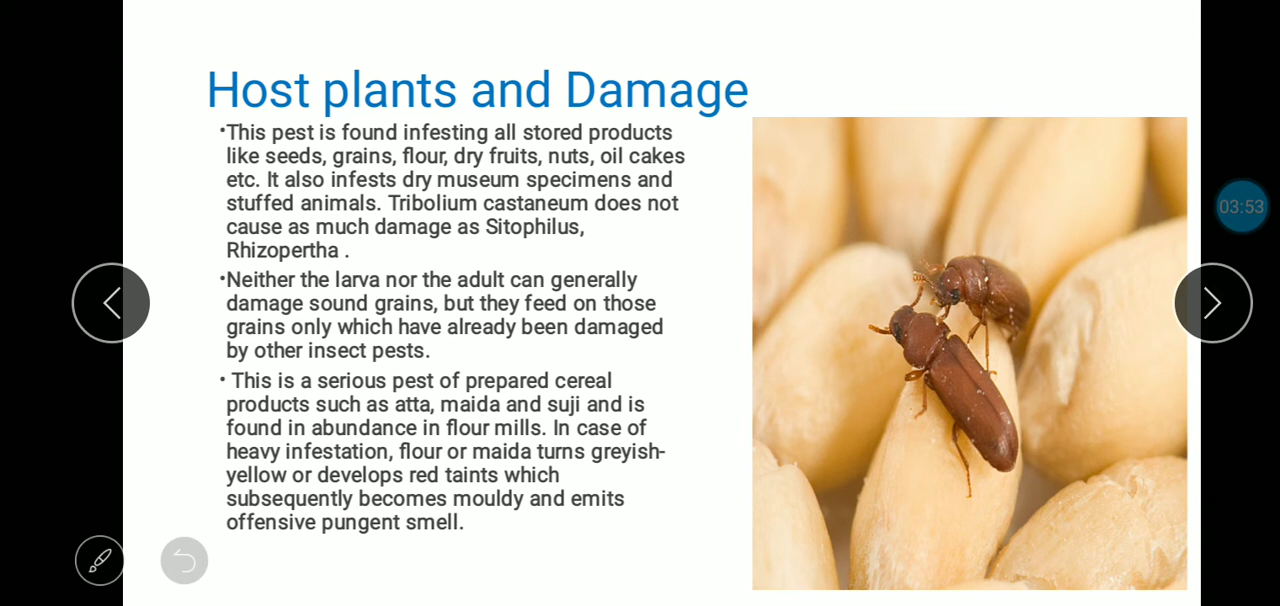 Host plants and Damage
•This pest is found infesting all stored products
like seeds, grains, flour, dry fruits, nuts, oil cakes
etc. It also infests dry museum specimens and
stuffed animals. Tribolium castaneum does not
cause as much damage as Sitophilus,
Rhizopertha .
•Neither the larva nor the adult can generally
damage sound grains, but they feed on those
grains only which have already been damaged
by other insect pests.
• This is a serious pest of prepared cereal
products such as atta, maida and suji and is
found in abundance in flour mills. In case of
heavy infestation, flour or maida turns greyish-
yellow or develops red taints which
subsequently becomes mouldy and emits
offensive pungent smell.
03:53